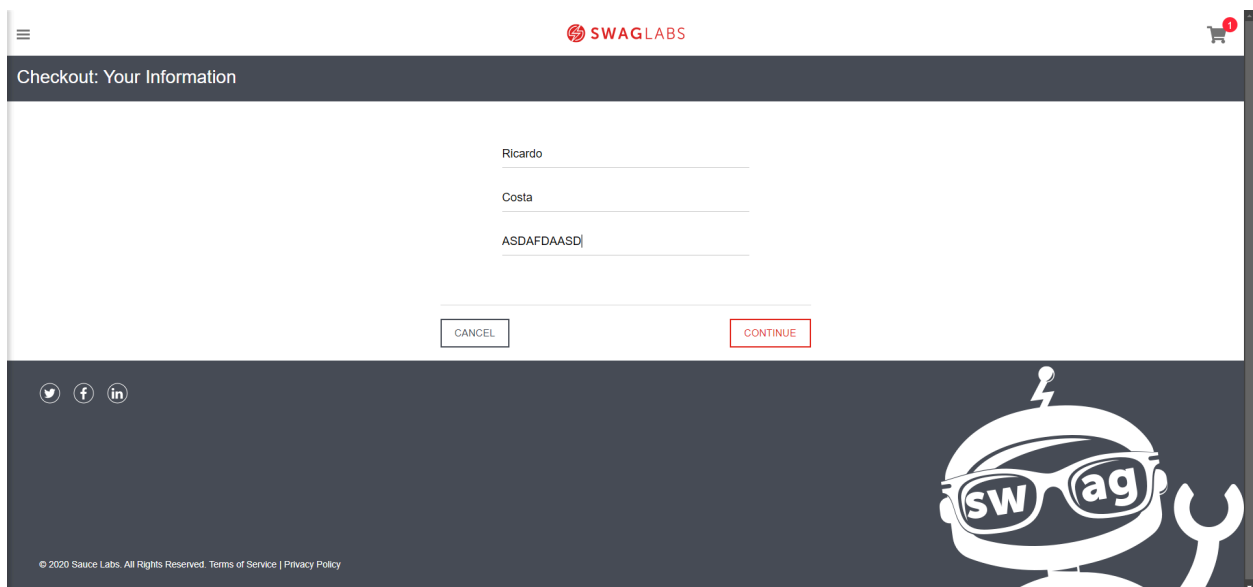 SWAGLABS
1
Checkout: Your Information
Ricardo
Costa
ASDAFDAASD
CANCEL
CONTINUE
sw ag
© 2020 Sauce Labs. All Rights Reserved. Terms of Service | Privacy Policy